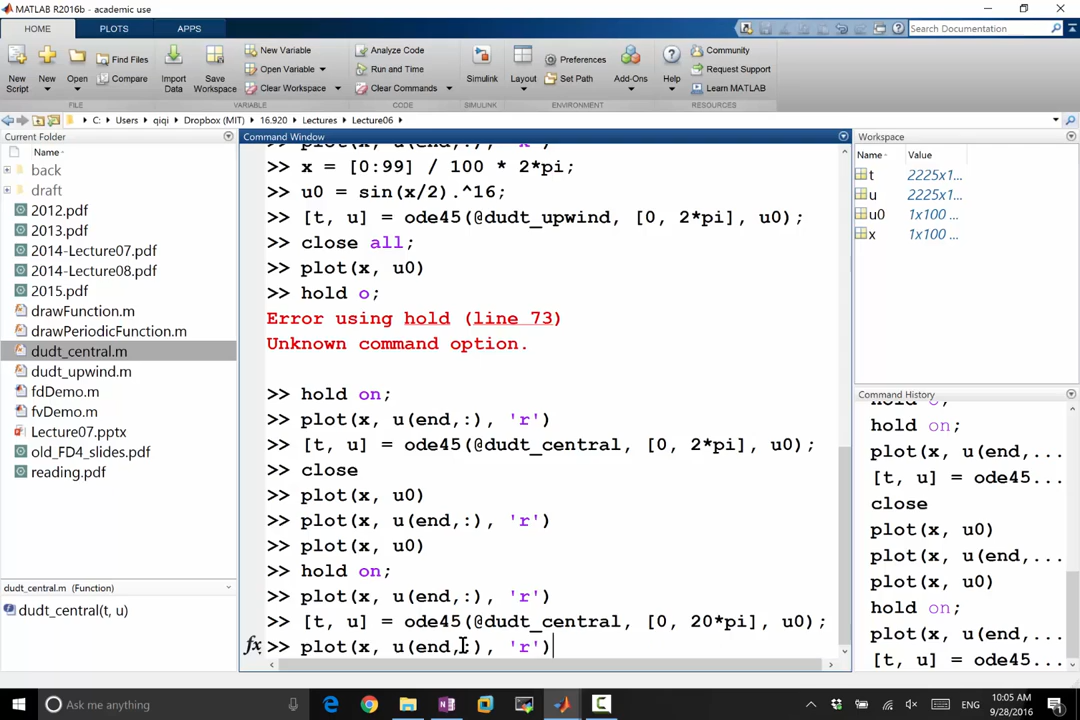 MATLAB R2016b - academic use
HOME PLOTS APPS
Search Documentation
New Script
New
Open
Find Files
Compare
FILE
Import Data
Save Workspace
New Variable
Open Variable
Clear Workspace
VARIABLE
Analyze Code
Run and Time
Clear Commands
CODE
Simulink
SIMULINK
Layout
Preferences
Set Path
Add-Ons
ENVIRONMENT
Help
Community
Request Support
Learn MATLAB
RESOURCES
C: Users qiqi Dropbox (MIT) 16.920 Lectures Lecture06
Current Folder
Name
back
draft
2012.pdf
2013.pdf
2014-Lecture07.pdf
2014-Lecture08.pdf
2015.pdf
drawFunction.m
drawPeriodicFunction.m
dudt_central.m
dudt_upwind.m
fdDemo.m
fvDemo.m
Lecture07.pptx
old_FD4_slides.pdf
reading.pdf
dudt_central.m (Function)
dudt_central(t, u)
Command Window
>> plot(x, u(end,:), 'x')
>> x = [0:99] / 100 * 2*pi;
>> u0 = sin(x/2).^16;
>> [t, u] = ode45(@dudt_upwind, [0, 2*pi], u0);
>> close all;
>> plot(x, u0)
>> hold o;
Error using hold (line 73)
Unknown command option.
>> hold on;
>> plot(x, u(end,:), 'r')
>> [t, u] = ode45(@dudt_central, [0, 2*pi], u0);
>> close
>> plot(x, u0)
>> plot(x, u(end,:), 'r')
>> plot(x, u0)
>> hold on;
>> plot(x, u(end,:), 'r')
>> [t, u] = ode45(@dudt_central, [0, 20*pi], u0);
fx >> plot(x, u(end,:), 'r')
Workspace
Name Value
t 2225x1...
u 2225x1...
u0 1x100 ...
x 1x100 ...
Command History
hold o;
hold on;
plot(x, u(end,...
[t, u] = ode45...
close
plot(x, u0)
plot(x, u(end,...
plot(x, u0)
hold on;
plot(x, u(end,...
[t, u] = ode45...
Ask me anything
ENG
10:05 AM
9/28/2016